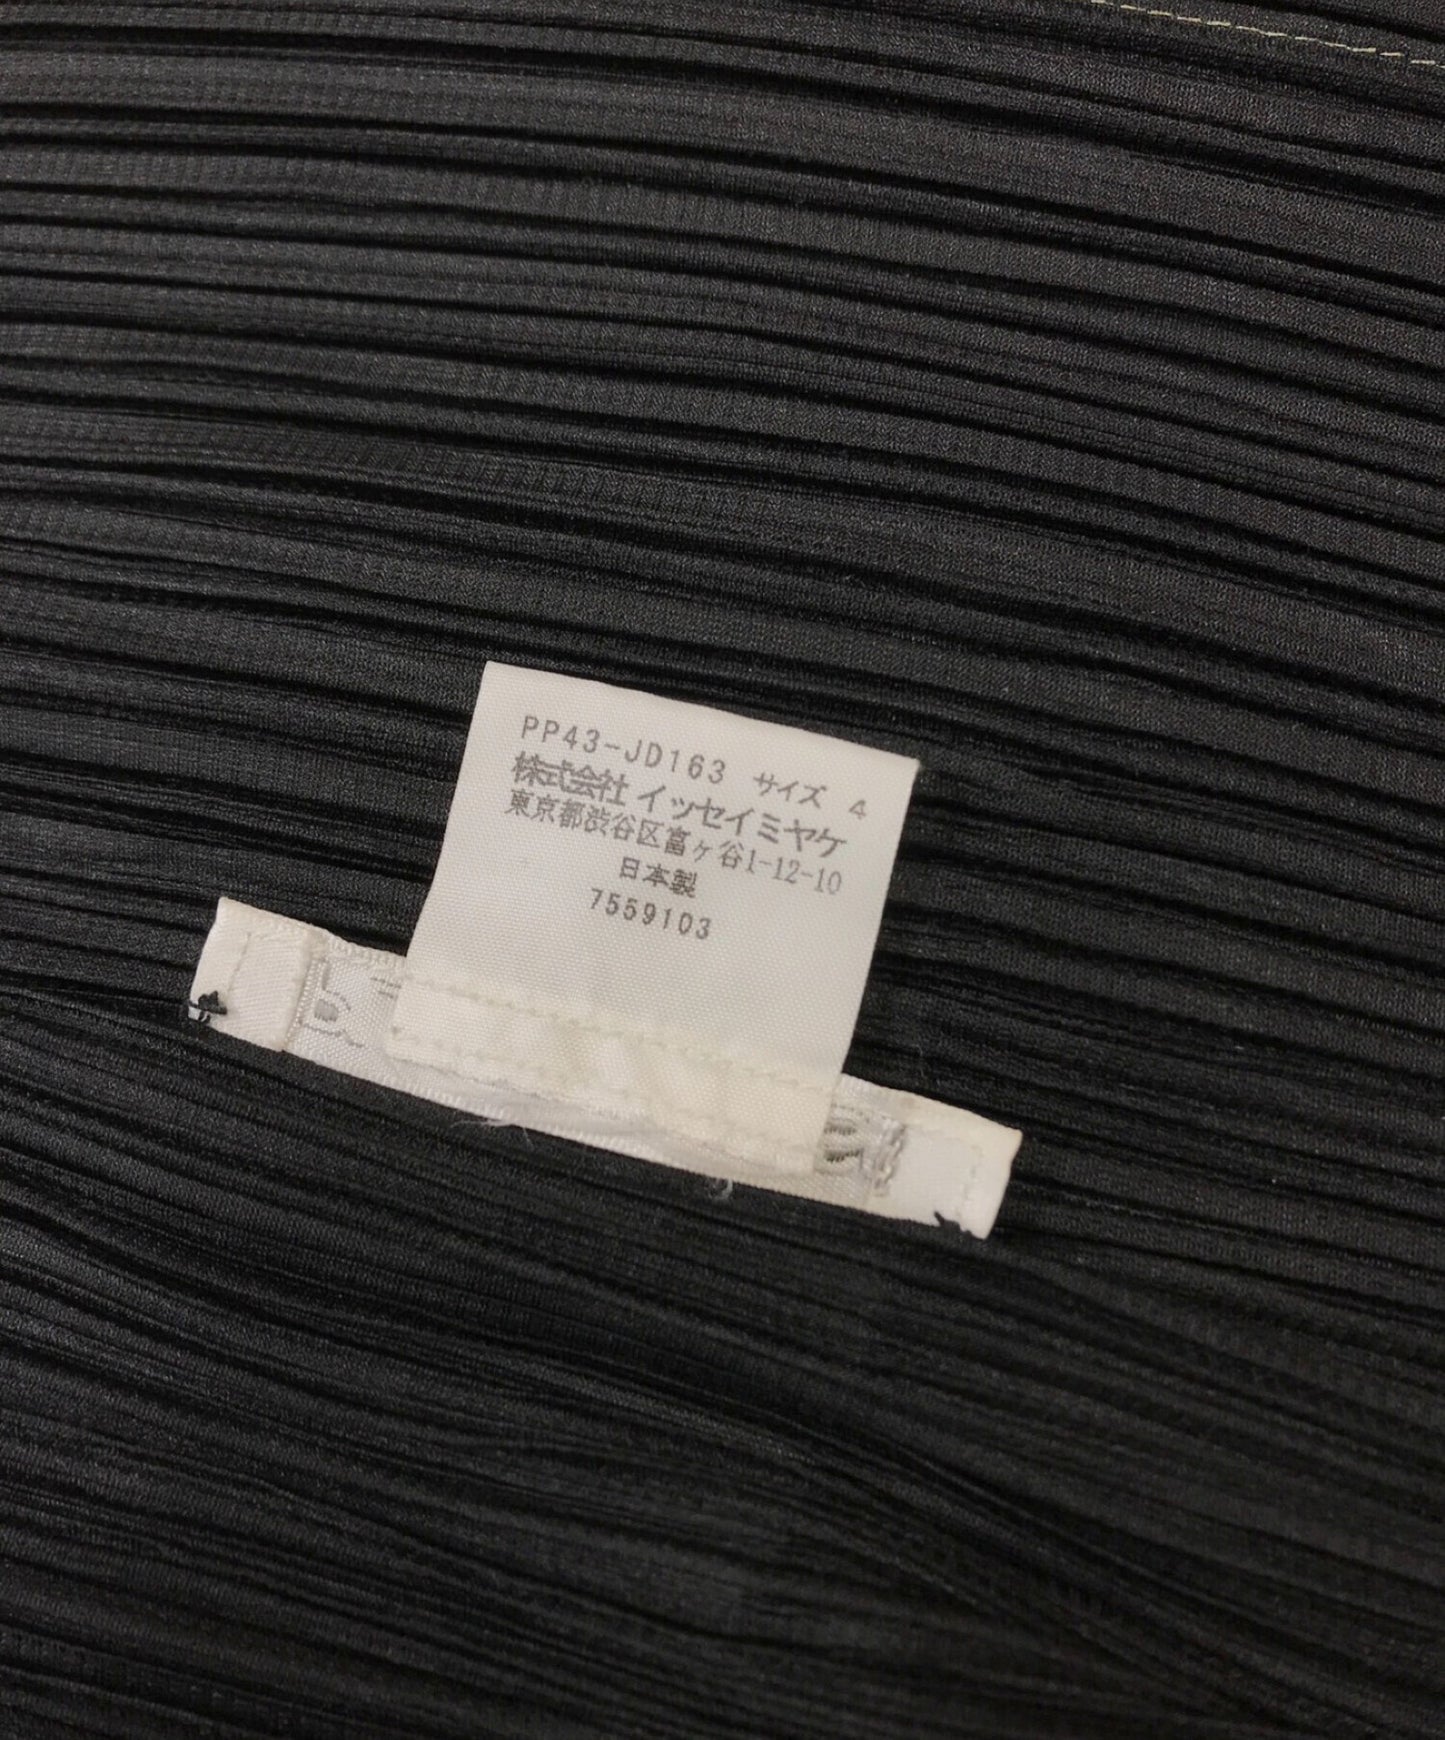 PP43-JD163 サイズ 4
株式会社 イッセイミヤケ
東京都渋谷区富ヶ谷1-12-10
日本製
7559103